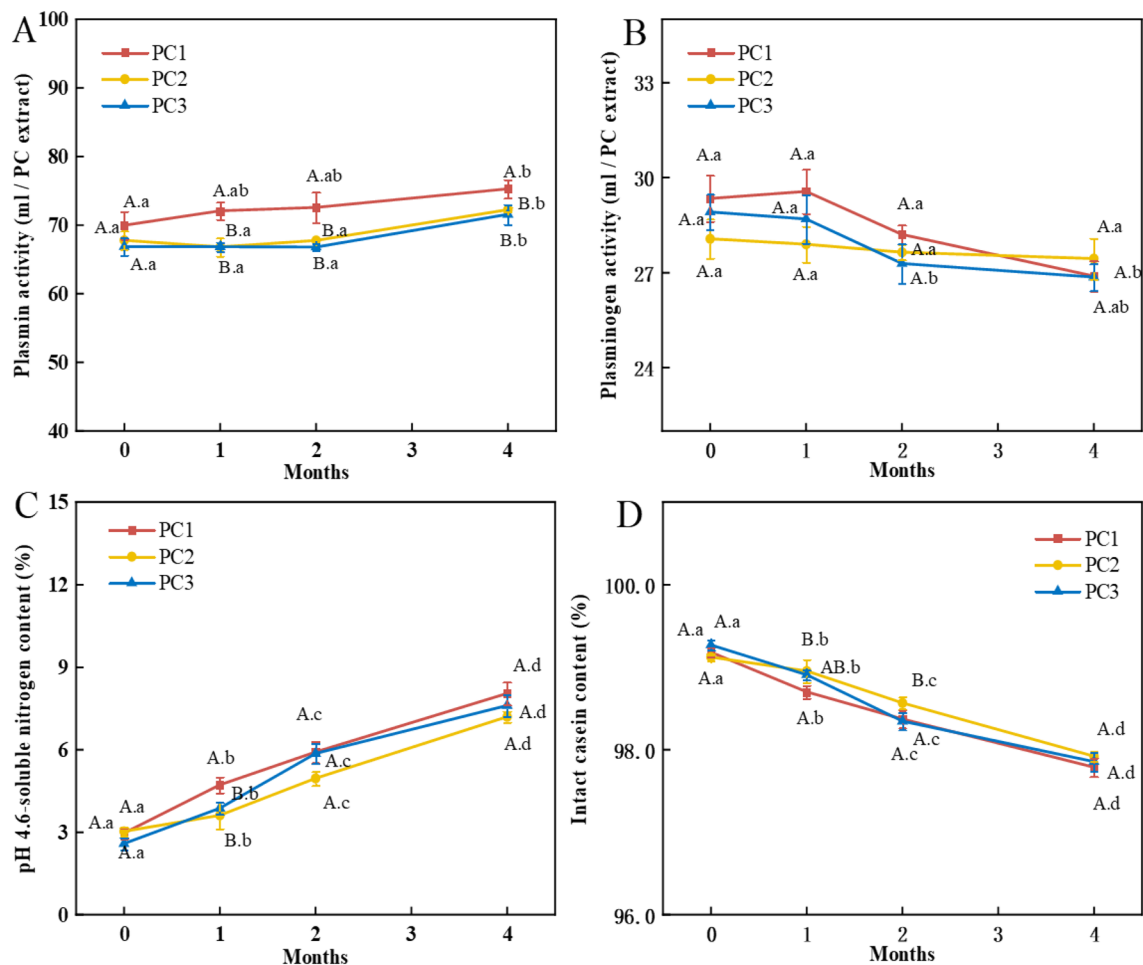 A
PC1
PC2
PC3
Plasmin activity (ml / PC extract)
100
90
80
70
60
50
40
A.a
A.ab
A.ab
A.b
A.a
B.a
B.a
B.b
A.a
B.a
B.a
B.b
0
1
2
3
4
Months
B
PC1
PC2
PC3
Plasminogen activity (ml / PC extract)
33
30
27
24
A.a
A.a
A.a
A.a
A.a
A.a
A.a
A.b
A.a
A.a
A.b
A.ab
0
1
2
3
4
Months
C
PC1
PC2
PC3
pH 4.6-soluble nitrogen content (%)
15
12
9
6
3
0
A.a
A.b
A.c
A.d
A.a
B.b
A.c
A.d
A.a
B.b
A.c
A.d
0
1
2
3
4
Months
D
PC1
PC2
PC3
Intact casein content (%)
100.0
98.0
96.0
A.a
A.a
B.b
B.c
A.d
AB.b
A.a
A.b
A.c
A.c
A.d
A.d
0
1
2
3
4
Months